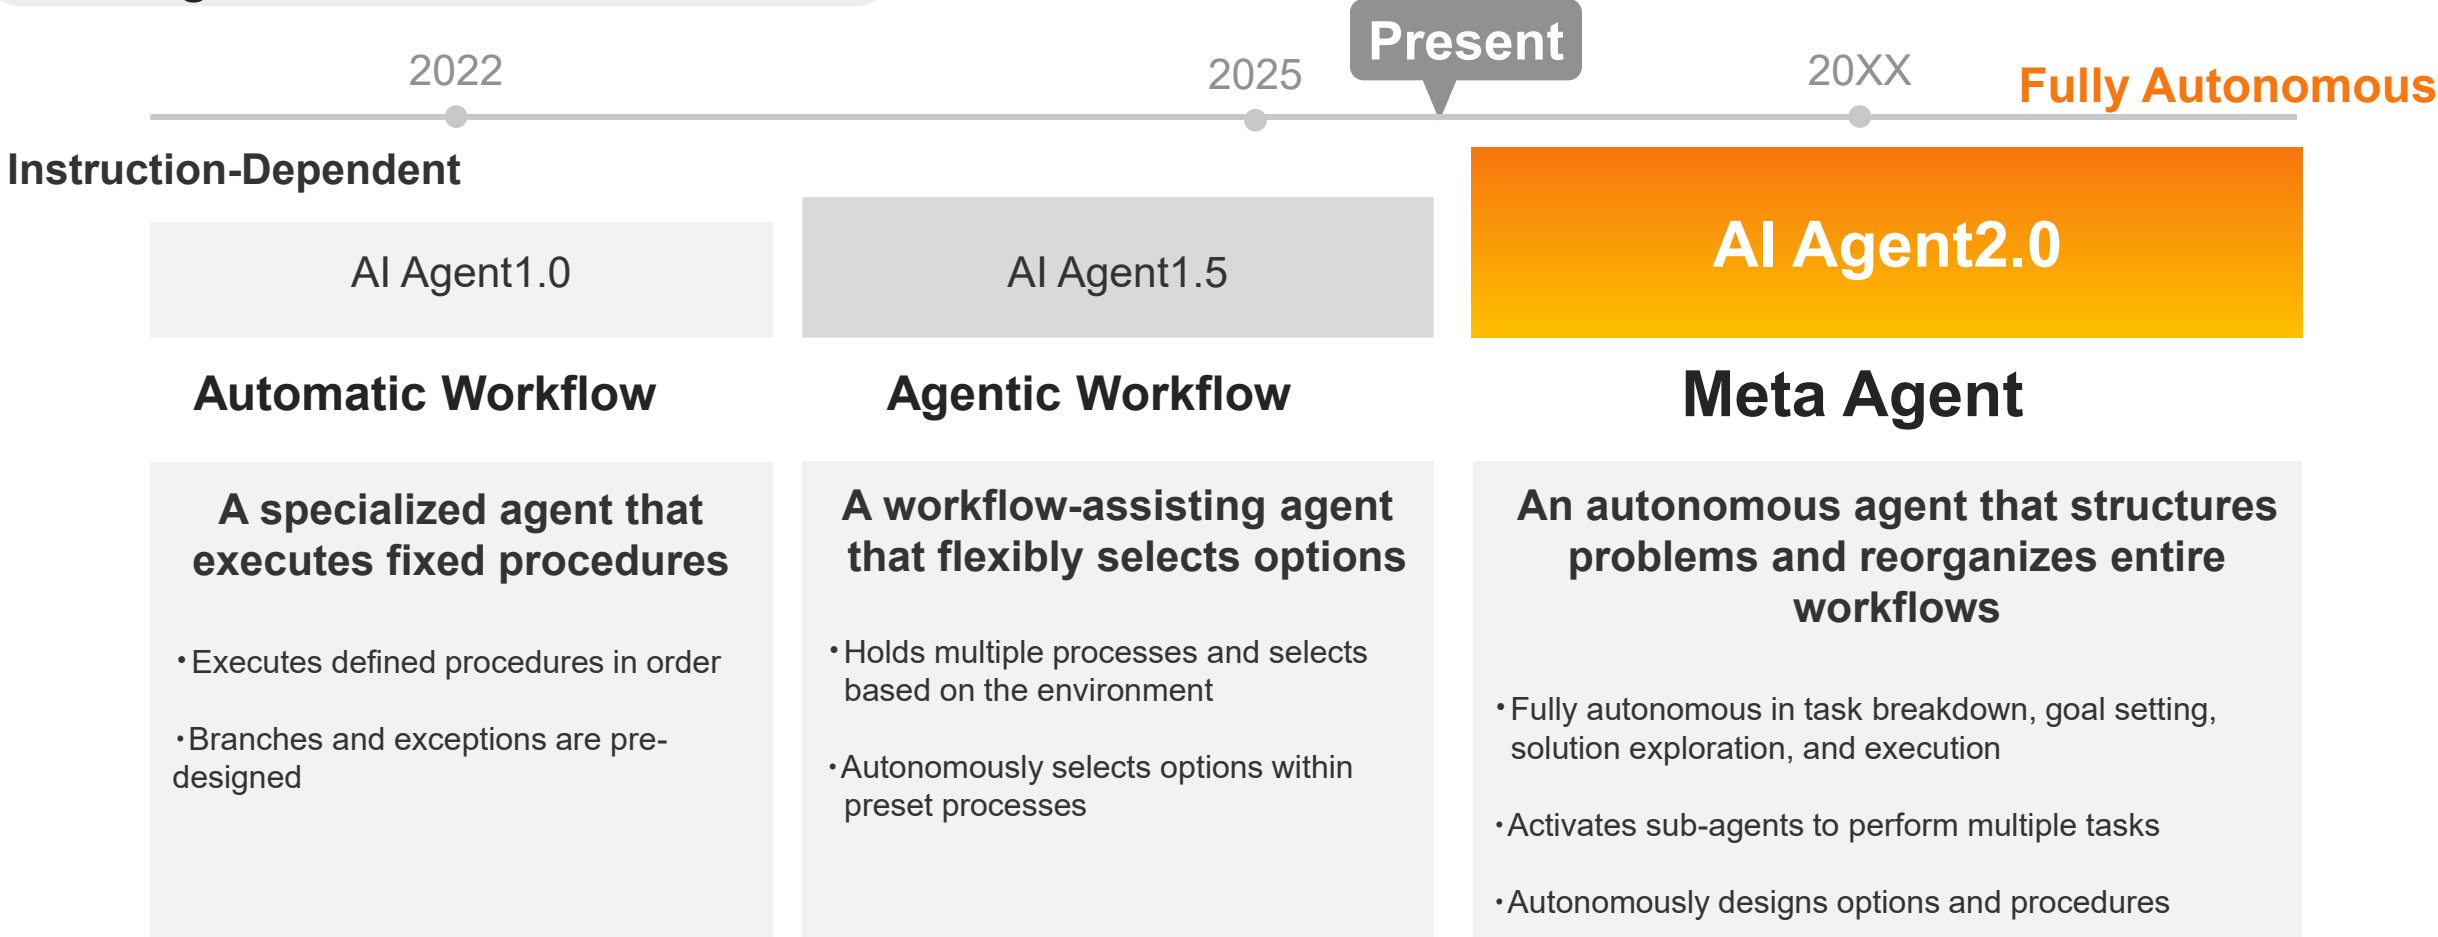 Present
2022
2025
20XX
Fully Autonomous
Instruction-Dependent
AI Agent1.0
AI Agent1.5
AI Agent2.0
Automatic Workflow
Agentic Workflow
Meta Agent
A specialized agent that
executes fixed procedures
・Executes defined procedures in order
・Branches and exceptions are pre-
designed
A workflow-assisting agent
that flexibly selects options
・Holds multiple processes and selects
based on the environment
・Autonomously selects options within
preset processes
An autonomous agent that structures
problems and reorganizes entire
workflows
・Fully autonomous in task breakdown, goal setting,
solution exploration, and execution
・Activates sub-agents to perform multiple tasks
・Autonomously designs options and procedures